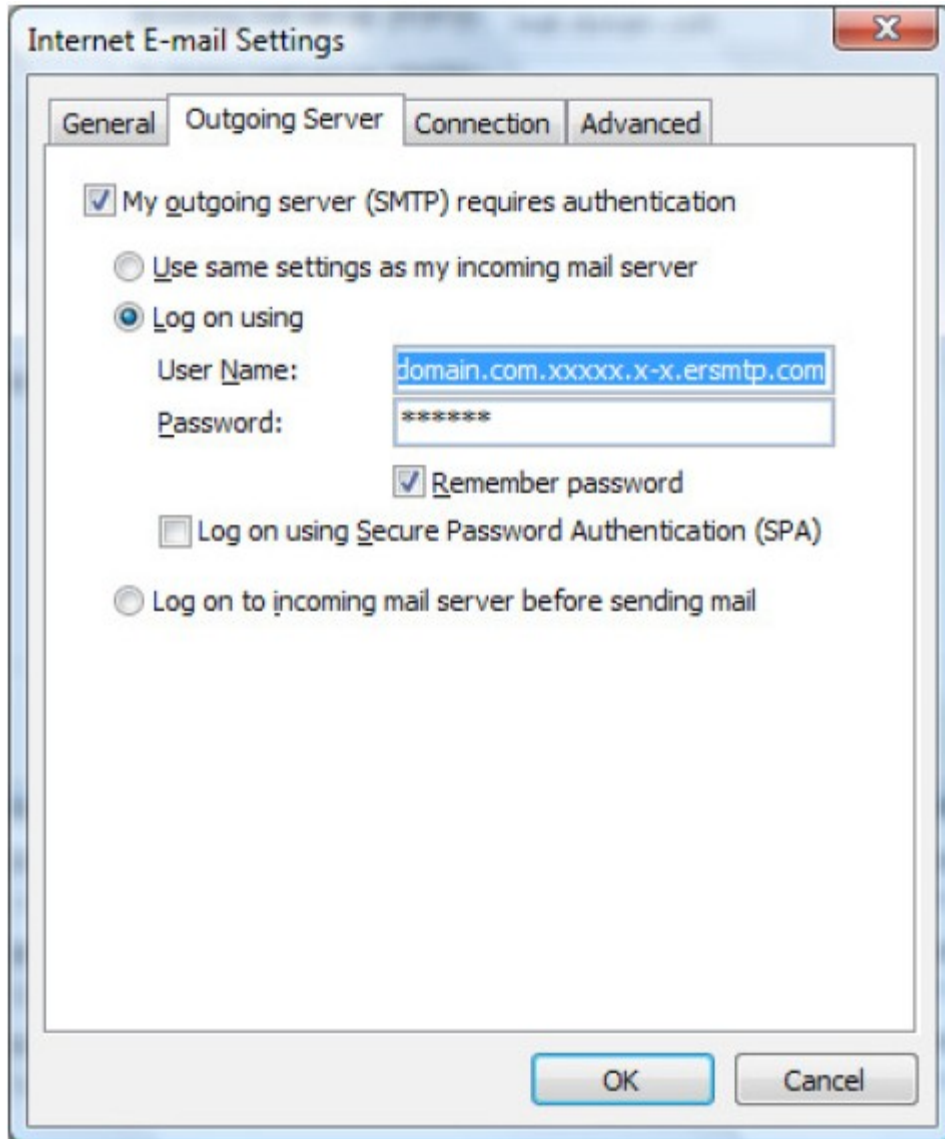 Internet E-mail Settings
General Outgoing Server Connection Advanced
My outgoing server (SMTP) requires authentication
Use same settings as my incoming mail server
Log on using
User Name: domain.com.xxxxx.x-x.ersmtp.com
Password: ******
Remember password
Log on using Secure Password Authentication (SPA)
Log on to incoming mail server before sending mail
OK Cancel